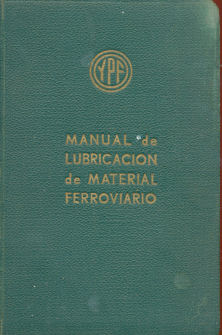 YPF
MANUAL de
LUBRICACION
de MATERIAL
FERROVIARIO